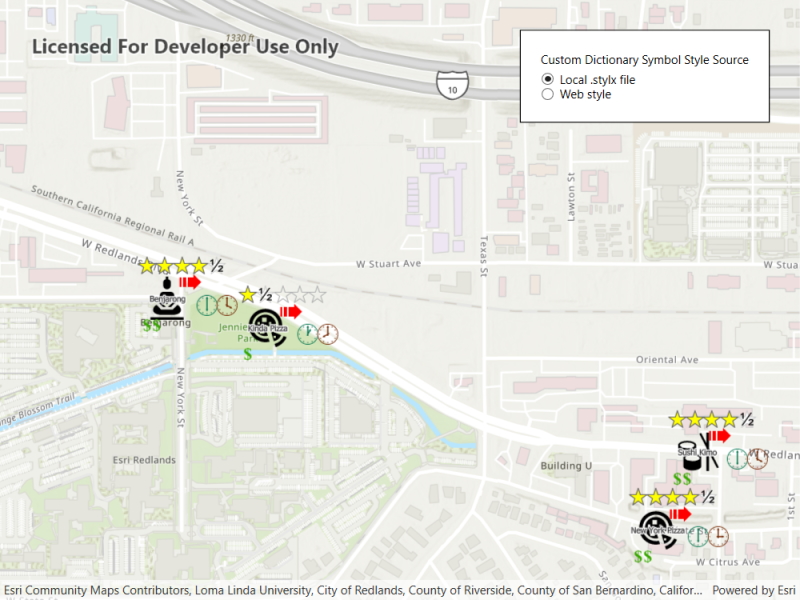 Licensed For Developer Use Only
1330 ft
Custom Dictionary Symbol Style Source
Local .stylx file
Web style
10
New York St
Southern California Regional Rail A
Lawton St
Texas St
W Redlands
W Stuart Ave
W Stua
½
½
Benjarong
Benjarong
$$
Jennie
Par
Kinda Pizza
$
Oriental Ave
New York St
nge Blossom Trail
½
Sushi Kimo
W Redlan
$$
Esri Redlands
Building U
½
New York Pizza
$$
1st St
W Citrus Ave
Esri Community Maps Contributors, Loma Linda University, City of Redlands, County of Riverside, County of San Bernardino, Califor...
Powered by Esri